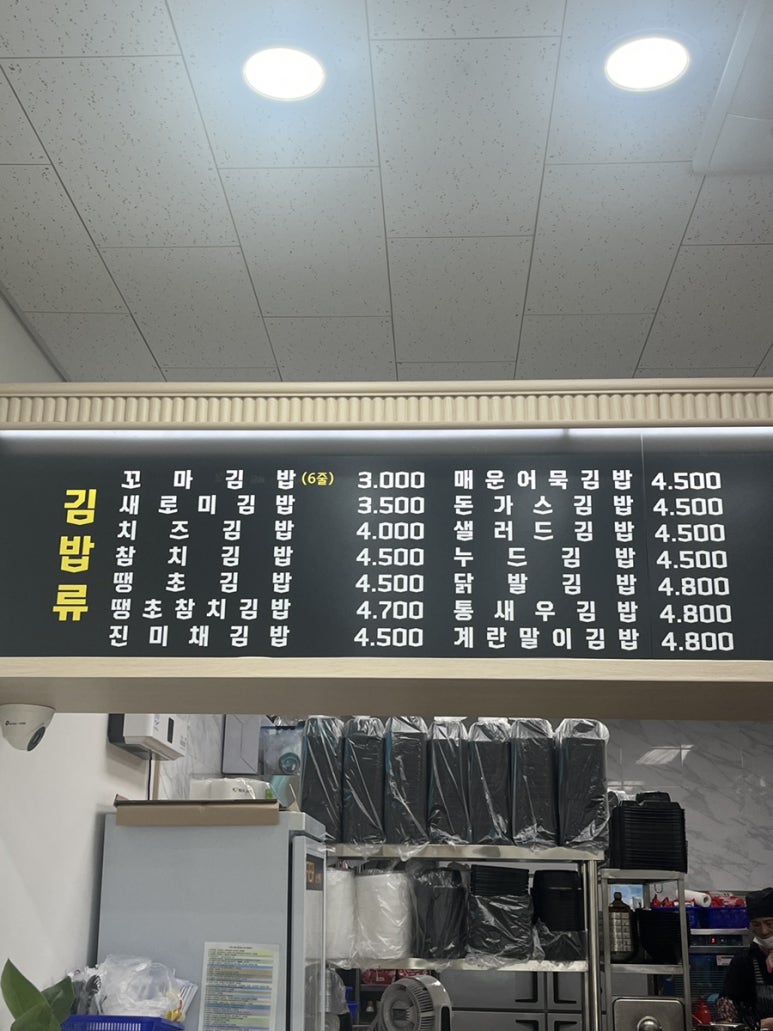 김밥류
꼬마김밥(6줄) 3.000
새로미김밥 3.500
치즈김밥 4.000
참치김밥 4.500
땡초김밥 4.500
땡초참치김밥 4.700
진미채김밥 4.500
매운어묵김밥 4.500
돈가스김밥 4.500
샐러드김밥 4.500
누드김밥 4.500
닭발김밥 4.800
통새우김밥 4.800
계란말이김밥 4.800